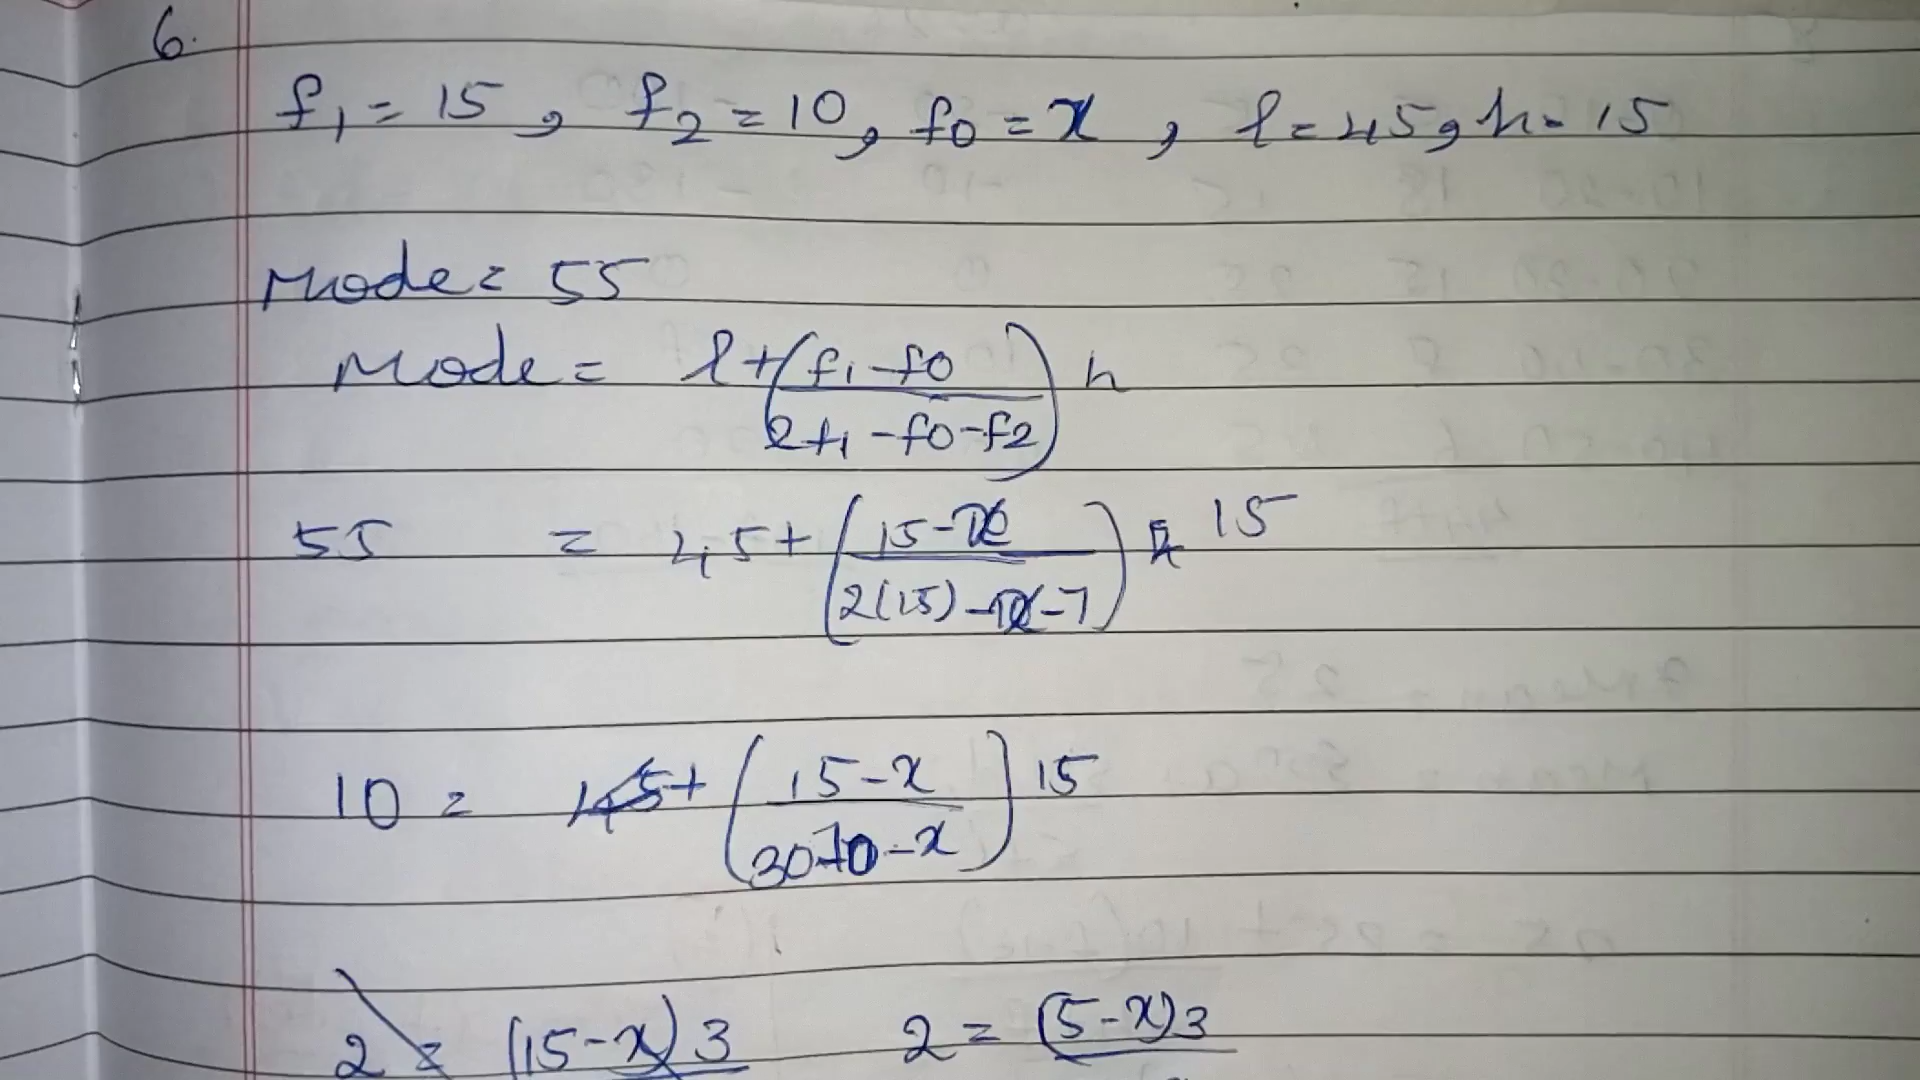 6.
f₁ = 15, f₂ = 10, f0 = x, l = 45, h = 15
Mode = 55
Mode = l + (f₁ - f0 / 2f₁ - f0 - f2) h
55 = 45 + (15 - x / 2(15) - x - 7) x 15
10 = 45 + (15 - x / 30 - 10 - x) 15
2 = (15 - x) 3 2 = (5 - x) 3